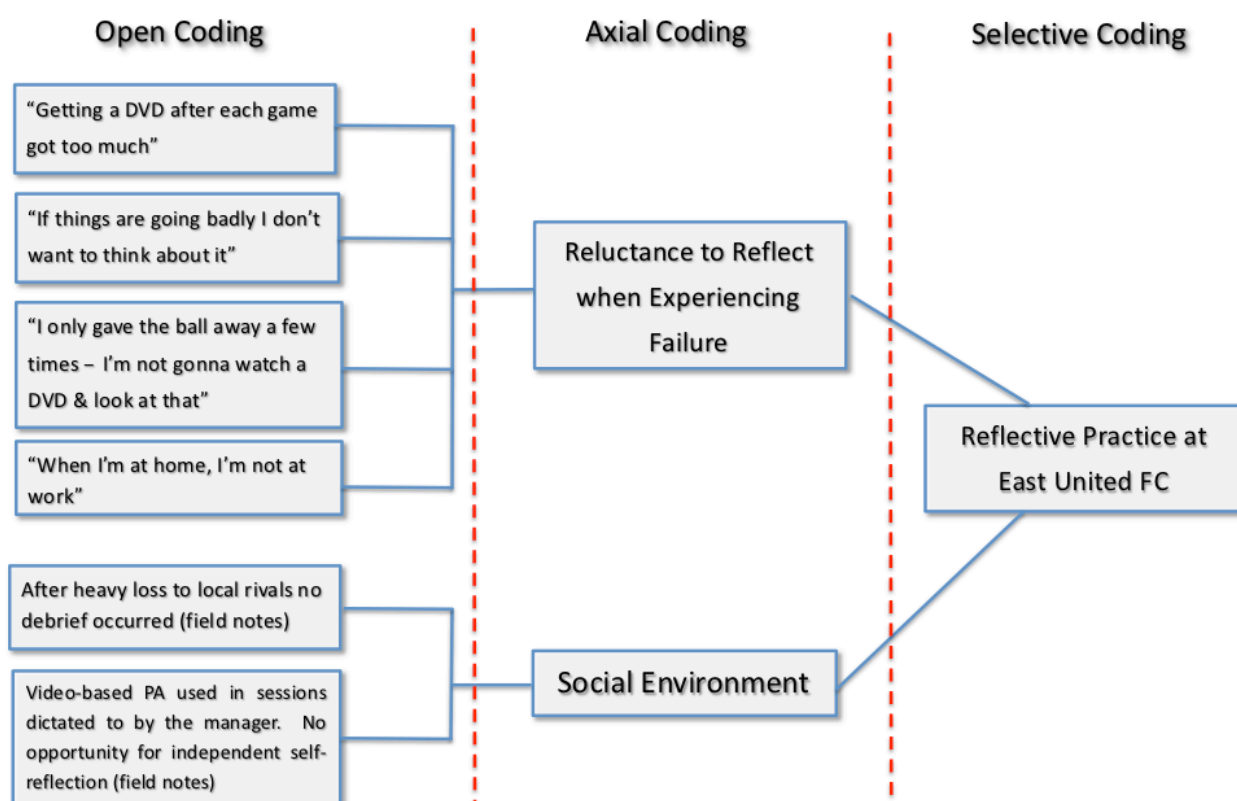 Open Coding
Axial Coding
Selective Coding
“Getting a DVD after each game
got too much”
“If things are going badly I don’t
want to think about it”
“I only gave the ball away a few
times – I’m not gonna watch a
DVD & look at that”
“When I’m at home, I’m not at
work”
After heavy loss to local rivals no
debrief occurred (field notes)
Video-based PA used in sessions
dictated to by the manager. No
opportunity for independent self-
reflection (field notes)
Reluctance to Reflect
when Experiencing
Failure
Social Environment
Reflective Practice at
East United FC